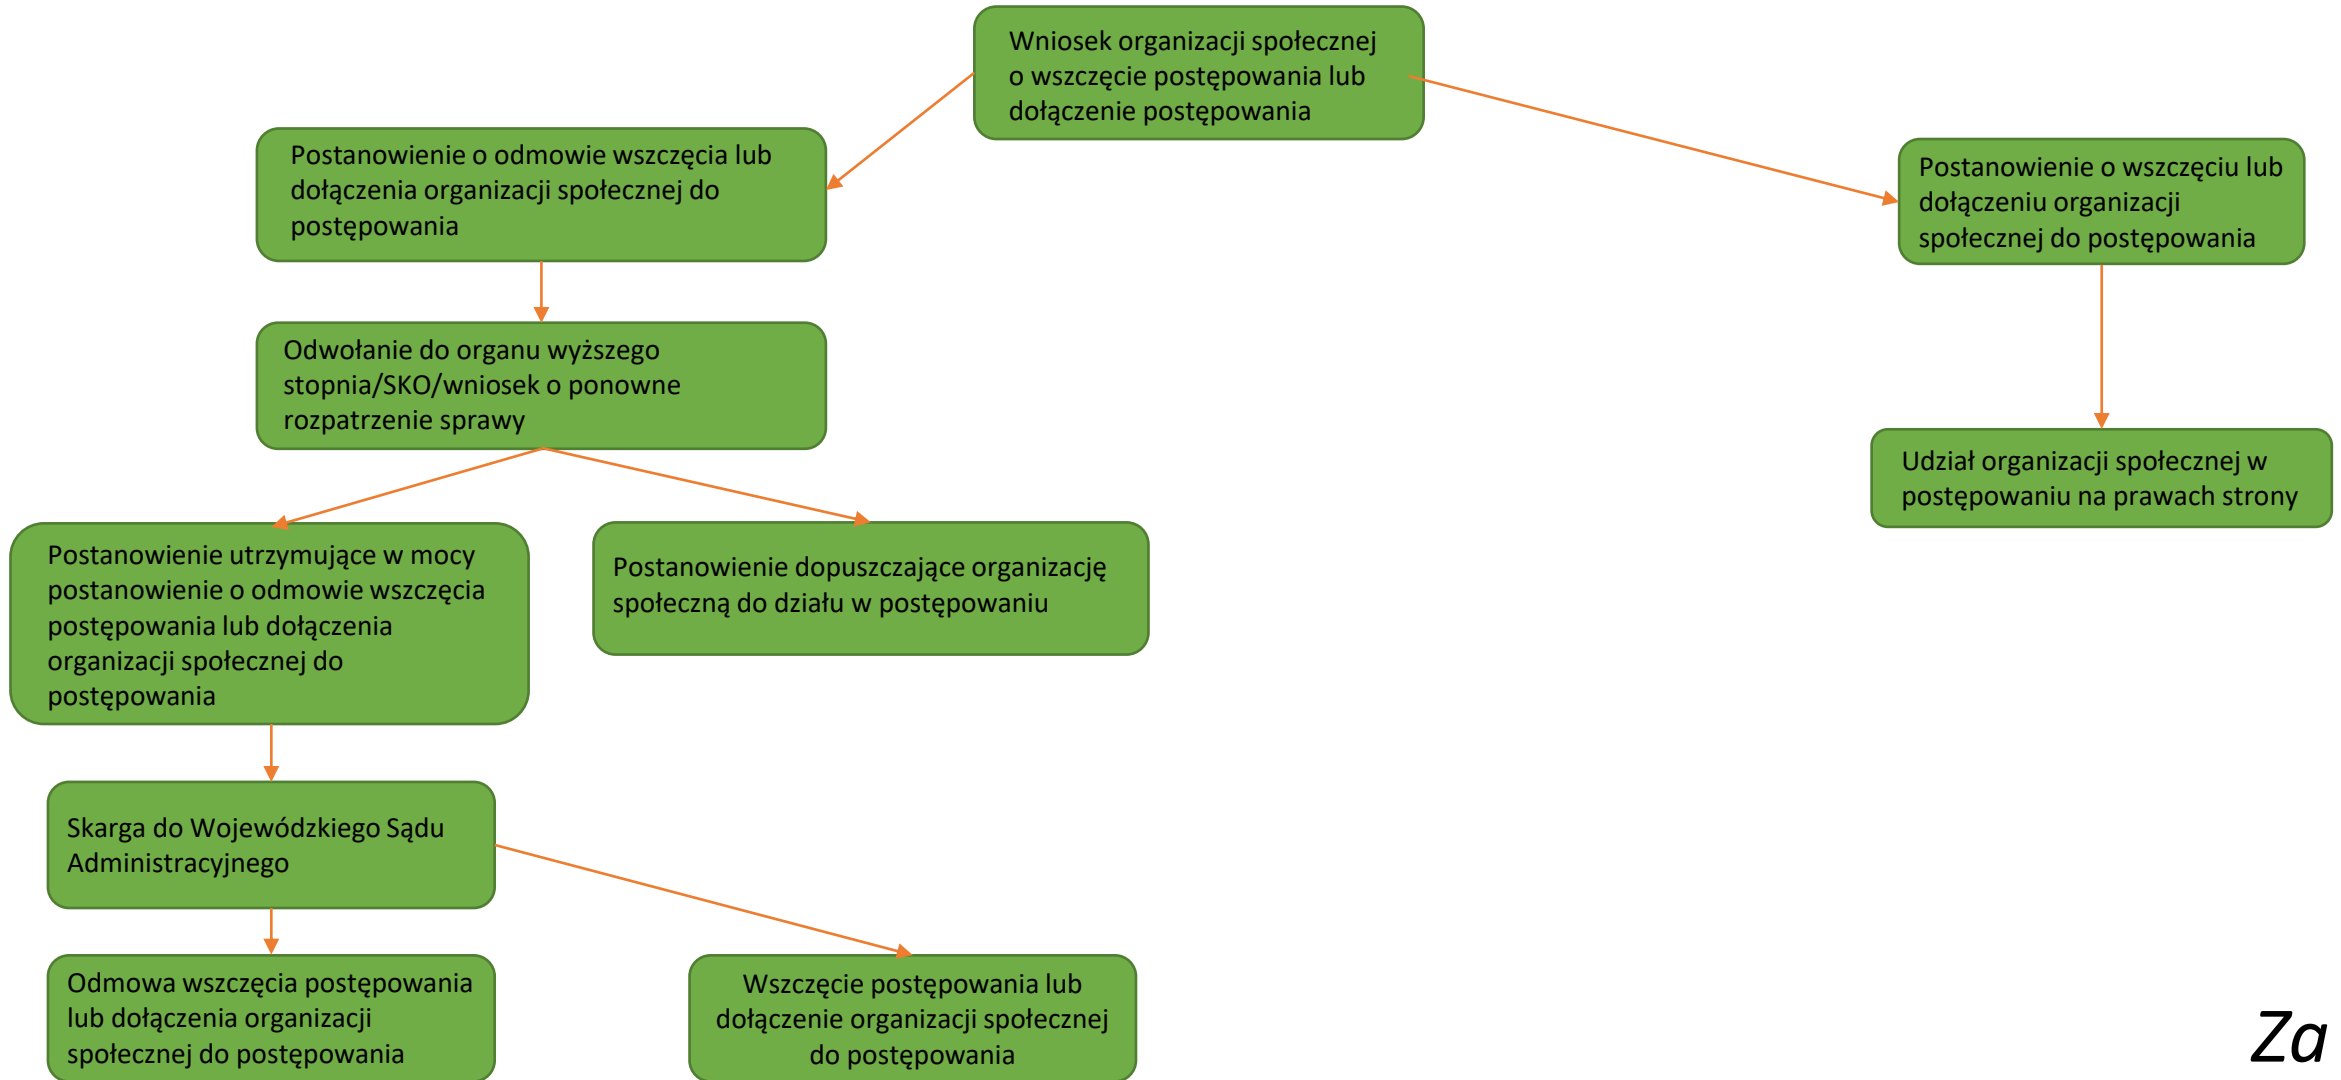 Wniosek organizacji społecznej
o wszczęcie postępowania lub
dołączenie postępowania
Postanowienie o odmowie wszczęcia lub
dołączenia organizacji społecznej do
postępowania
Postanowienie o wszczęciu lub
dołączeniu organizacji
społecznej do postępowania
Odwołanie do organu wyższego
stopnia/SKO/wniosek o ponowne
rozpatrzenie sprawy
Udział organizacji społecznej w
postępowaniu na prawach strony
Postanowienie utrzymujące w mocy
postanowienie o odmowie wszczęcia
postępowania lub dołączenia
organizacji społecznej do
postępowania
Postanowienie dopuszczające organizację
społeczną do działu w postępowaniu
Skarga do Wojewódzkiego Sądu
Administracyjnego
Odmowa wszczęcia postępowania
lub dołączenia organizacji
społecznej do postępowania
Wszczęcie postępowania lub
dołączenie organizacji społecznej
do postępowania
Za